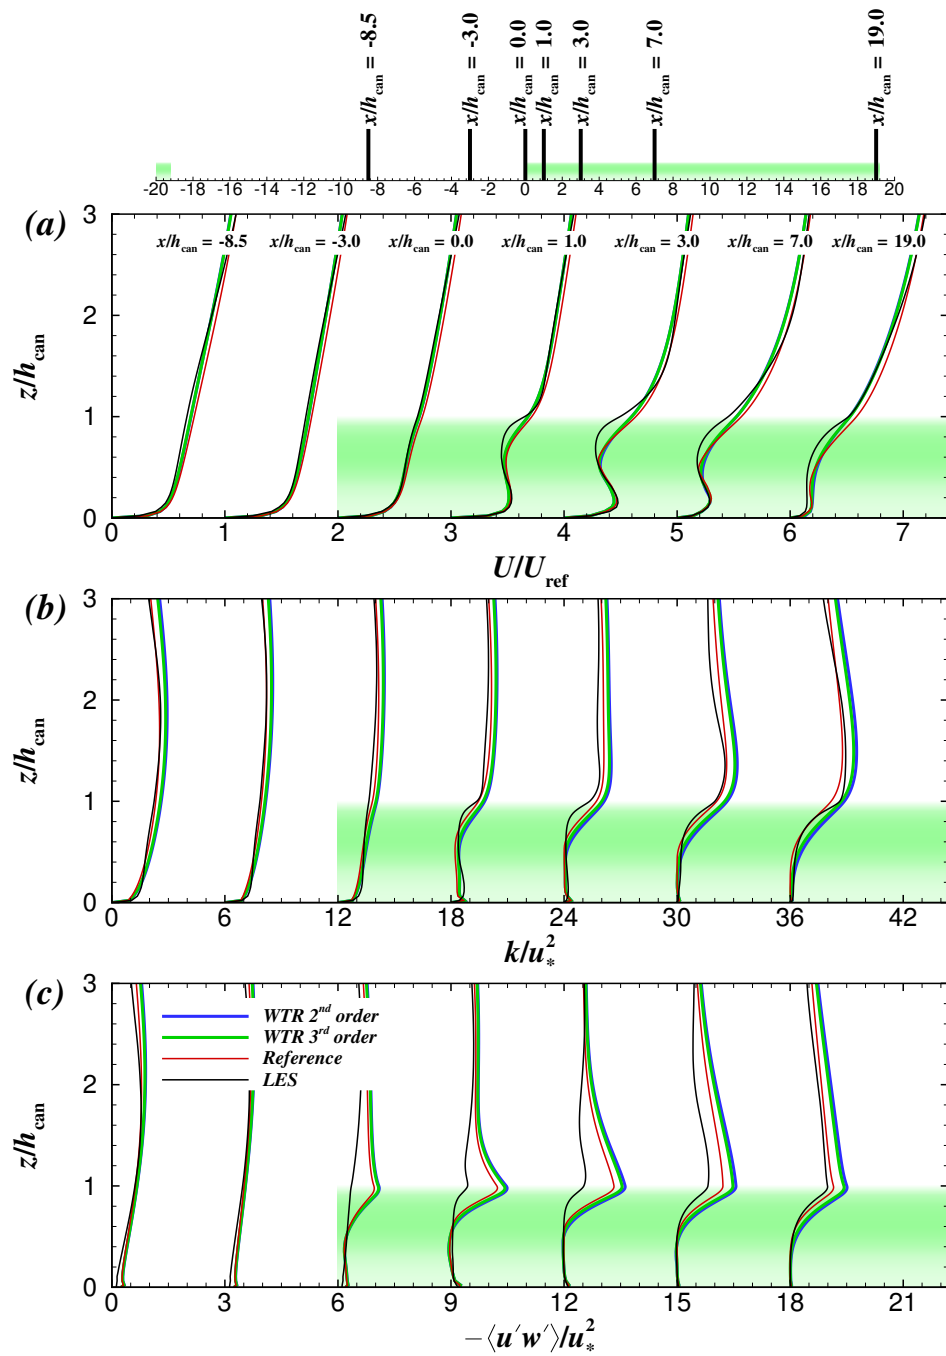 x/h_can = -8.5
x/h_can = -3.0
x/h_can = 0.0
x/h_can = 1.0
x/h_can = 3.0
x/h_can = 7.0
x/h_can = 19.0
-20 -18 -16 -14 -12 -10 -8 -6 -4 -2 0 2 4 6 8 10 12 14 16 18 20
(a)
x/h_can = -8.5 x/h_can = -3.0 x/h_can = 0.0 x/h_can = 1.0 x/h_can = 3.0 x/h_can = 7.0 x/h_can = 19.0
3
2
1
0
z/h_can
0 1 2 3 4 5 6 7
U/U_ref
(b)
3
2
1
0
z/h_can
0 6 12 18 24 30 36 42
k/u_*^2
(c)
WTR 2^nd order
WTR 3^rd order
Reference
LES
3
2
1
0
z/h_can
0 3 6 9 12 15 18 21
−⟨u'w'⟩/u_*^2